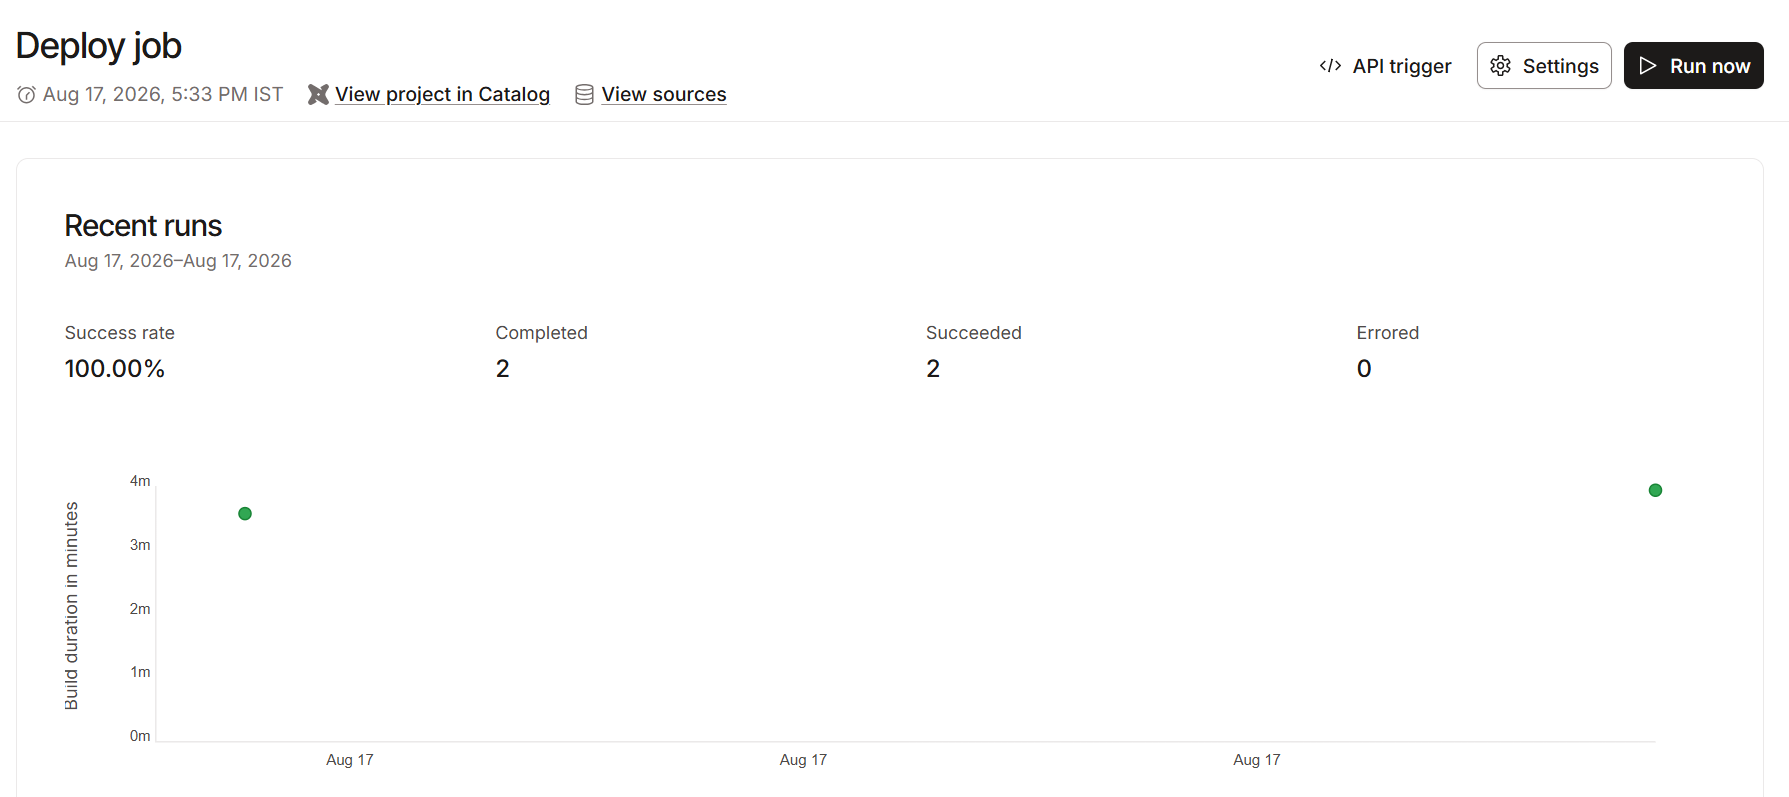 Deploy job
Aug 17, 2026, 5:33 PM IST View project in Catalog View sources
API trigger Settings Run now
Recent runs
Aug 17, 2026–Aug 17, 2026
Success rate Completed Succeeded Errored
100.00% 2 2 0
Build duration in minutes
4m
3m
2m
1m
0m
Aug 17 Aug 17 Aug 17